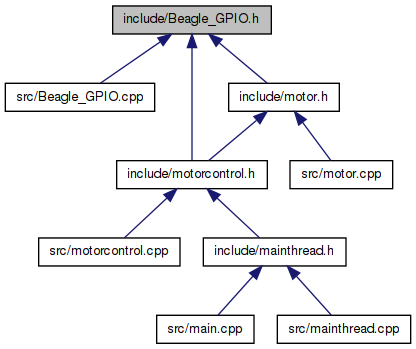 include/Beagle_GPIO.h
src/Beagle_GPIO.cpp
include/motor.h
include/motorcontrol.h
src/motor.cpp
src/motorcontrol.cpp
include/mainthread.h
src/main.cpp
src/mainthread.cpp